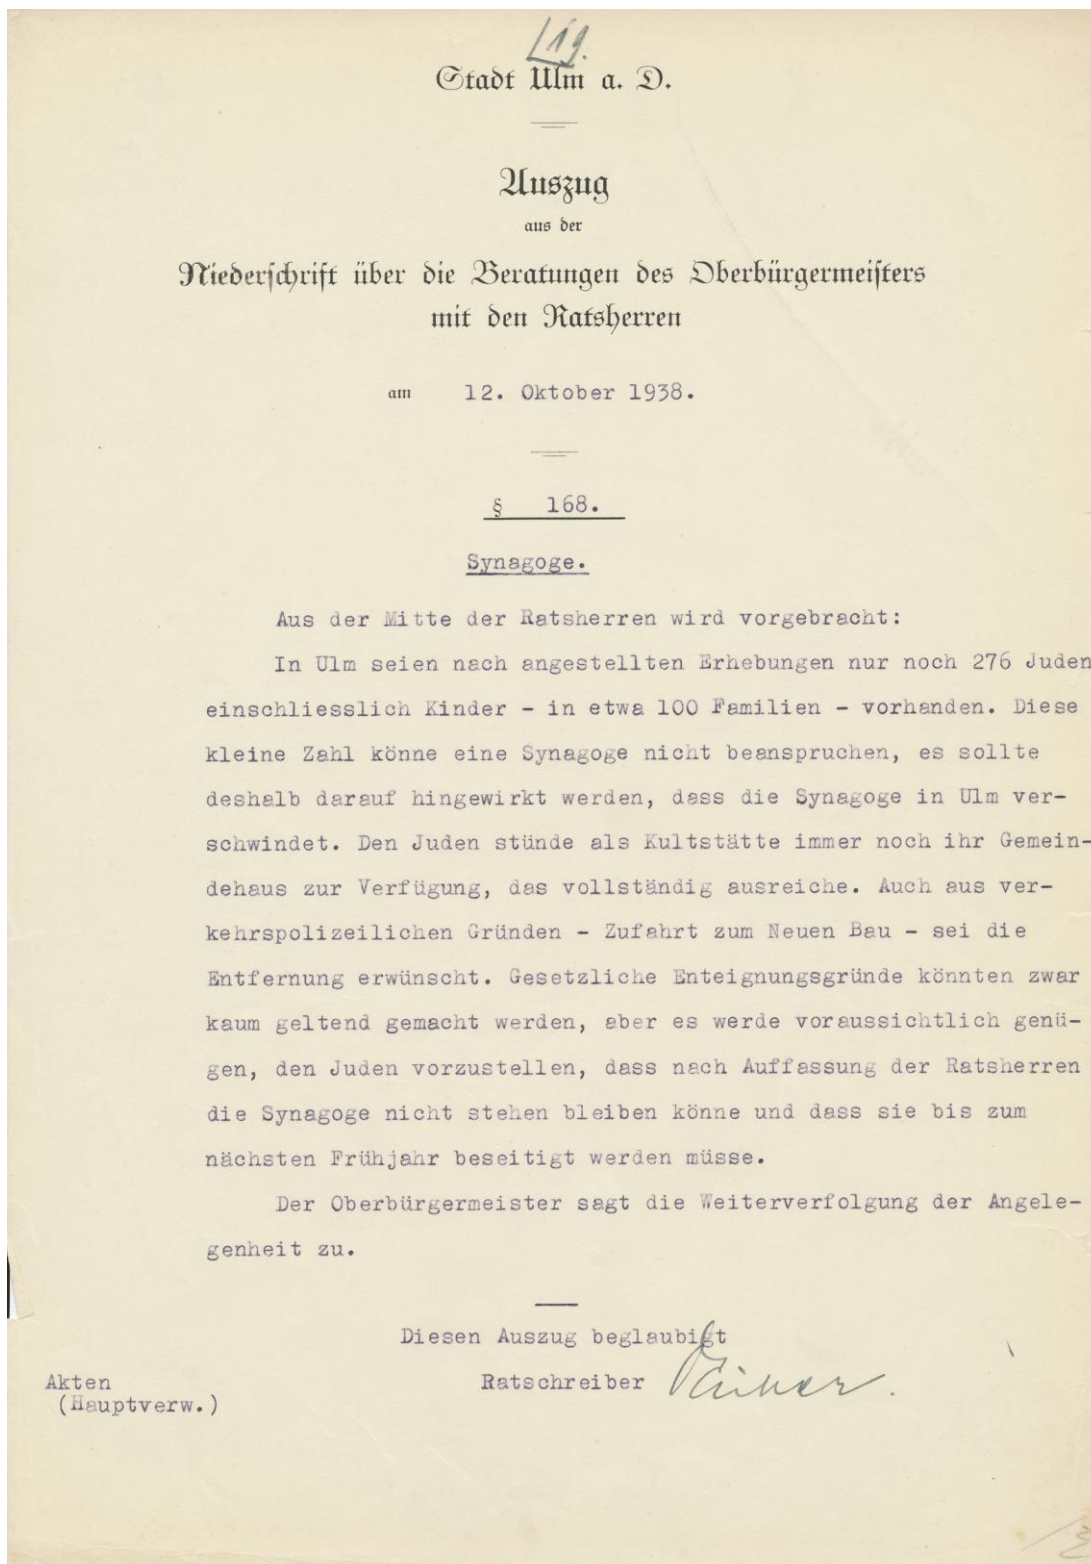 19.
Stadt Ulm a. D.
Auszug
aus der
Niederschrift über die Beratungen des Oberbürgermeisters
mit den Ratsherren
am 12. Oktober 1938.
§ 168.
Synagoge.
Aus der Mitte der Ratsherren wird vorgebracht:
In Ulm seien nach angestellten Erhebungen nur noch 276 Juden
einschliesslich Kinder - in etwa 100 Familien - vorhanden. Diese
kleine Zahl könne eine Synagoge nicht beanspruchen, es sollte
deshalb darauf hingewirkt werden, dass die Synagoge in Ulm ver-
schwindet. Den Juden stünde als Kultstätte immer noch ihr Gemein-
dehaus zur Verfügung, das vollständig ausreiche. Auch aus ver-
kehrspolizeilichen Gründen - Zufahrt zum Neuen Bau - sei die
Entfernung erwünscht. Gesetzliche Enteignungsgründe könnten zwar
kaum geltend gemacht werden, aber es werde voraussichtlich genü-
gen, den Juden vorzustellen, dass nach Auffassung der Ratsherren
die Synagoge nicht stehen bleiben könne und dass sie bis zum
nächsten Frühjahr beseitigt werden müsse.
Der Oberbürgermeister sagt die Weiterverfolgung der Angele-
genheit zu.
Diesen Auszug beglaubigt
Ratschreiber
Akten
(Hauptverw.)